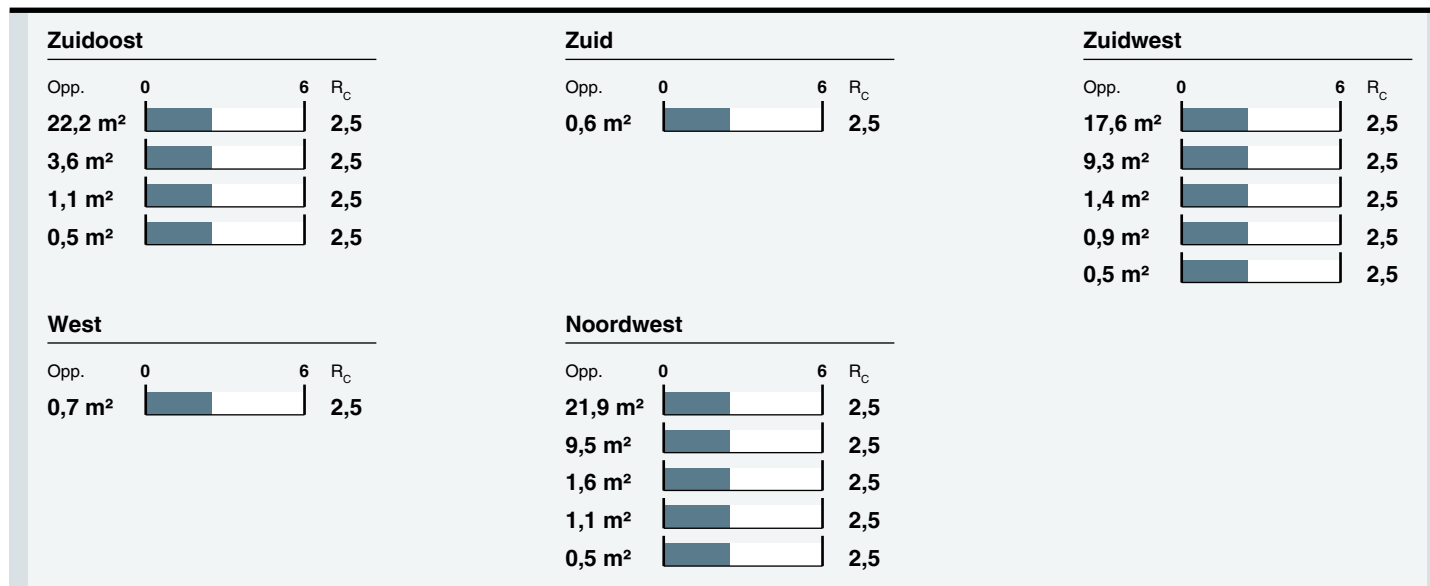 Zuidoost
Opp. 0 6 RC
22,2 m² 2,5
3,6 m² 2,5
1,1 m² 2,5
0,5 m² 2,5
Zuid
Opp. 0 6 RC
0,6 m² 2,5
Zuidwest
Opp. 0 6 RC
17,6 m² 2,5
9,3 m² 2,5
1,4 m² 2,5
0,9 m² 2,5
0,5 m² 2,5
West
Opp. 0 6 RC
0,7 m² 2,5
Noordwest
Opp. 0 6 RC
21,9 m² 2,5
9,5 m² 2,5
1,6 m² 2,5
1,1 m² 2,5
0,5 m² 2,5